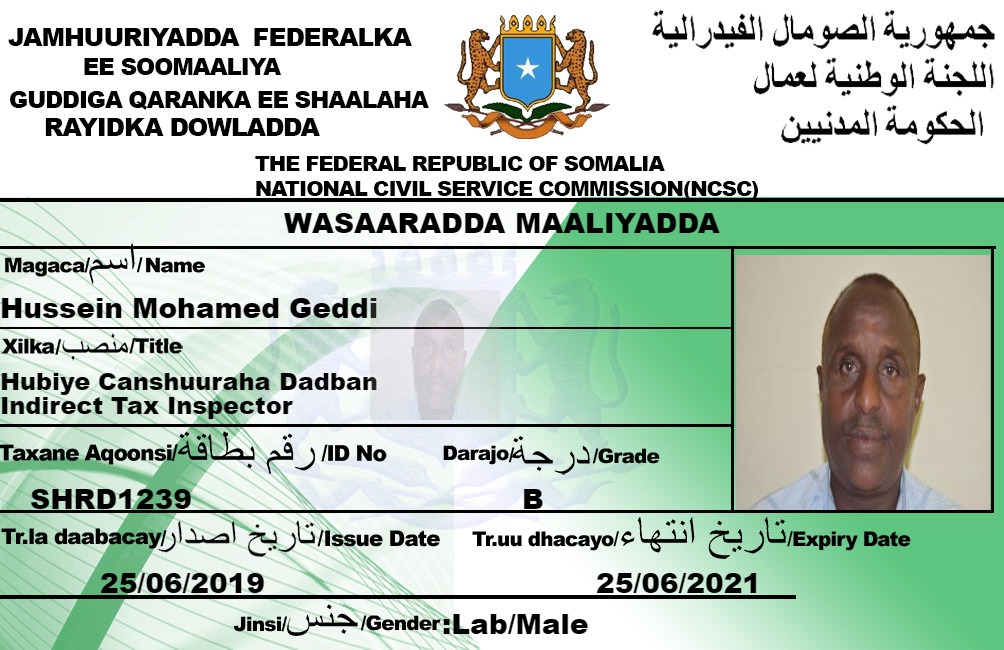 JAMHUURIYADDA FEDERALKA
EE SOOMAALIYA
GUDDIGA QARANKA EE SHAALAHA
RAYIDKA DOWLADDA
جمهورية الصومال الفيدرالية
اللجنة الوطنية لعمال
الحكومة المدنيين
THE FEDERAL REPUBLIC OF SOMALIA
NATIONAL CIVIL SERVICE COMMISSION(NCSC)
WASAARADDA MAALIYADDA
Magaca/أسم/Name
Hussein Mohamed Geddi
Xilka/منصب/Title
Hubiye Canshuuraha Dadban
Indirect Tax Inspector
Taxane Aqoonsi/رقم بطاقة/ID No
Darajo/درجة/Grade
SHRD1239
B
Tr.la daabacay/تاريخ اصدار/Issue Date
Tr.uu dhacayo/تاريخ انتهاء/Expiry Date
25/06/2019
25/06/2021
Jinsi/جنس/Gender:Lab/Male